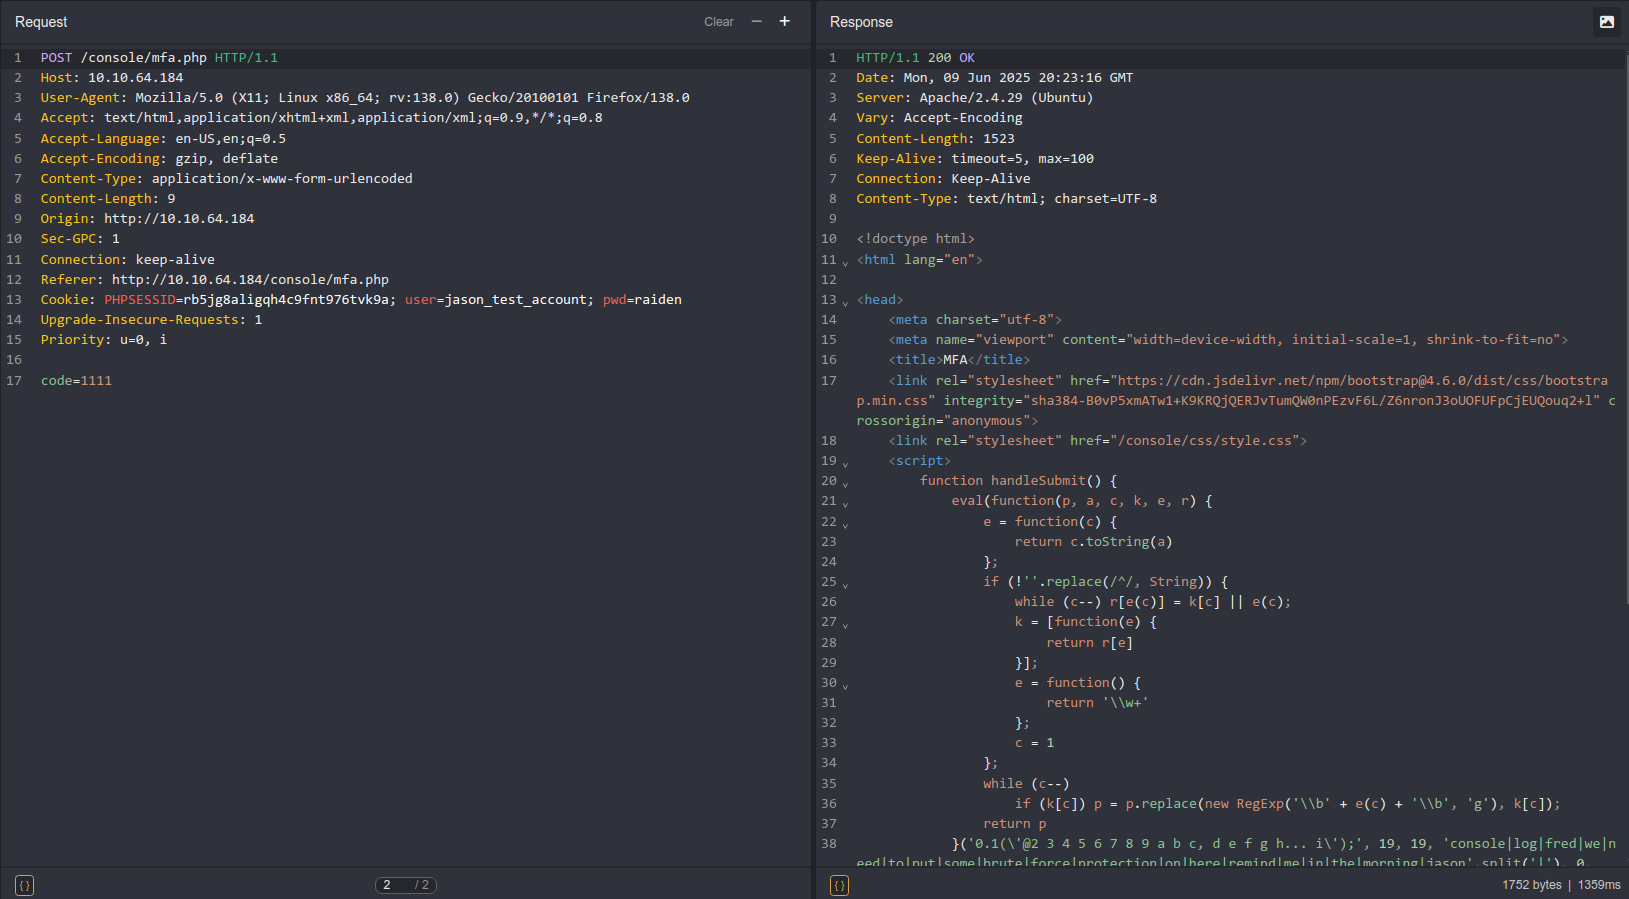 Request
Clear − +
1 POST /console/mfa.php HTTP/1.1
2 Host: 10.10.64.184
3 User-Agent: Mozilla/5.0 (X11; Linux x86_64; rv:138.0) Gecko/20100101 Firefox/138.0
4 Accept: text/html,application/xhtml+xml,application/xml;q=0.9,*/*;q=0.8
5 Accept-Language: en-US,en;q=0.5
6 Accept-Encoding: gzip, deflate
7 Content-Type: application/x-www-form-urlencoded
8 Content-Length: 9
9 Origin: http://10.10.64.184
10 Sec-GPC: 1
11 Connection: keep-alive
12 Referer: http://10.10.64.184/console/mfa.php
13 Cookie: PHPSESSID=rb5jg8aligqh4c9fnt976tvk9a; user=jason_test_account; pwd=raiden
14 Upgrade-Insecure-Requests: 1
15 Priority: u=0, i
16
17 code=1111
{} 2 / 2
Response
1 HTTP/1.1 200 OK
2 Date: Mon, 09 Jun 2025 20:23:16 GMT
3 Server: Apache/2.4.29 (Ubuntu)
4 Vary: Accept-Encoding
5 Content-Length: 1523
6 Keep-Alive: timeout=5, max=100
7 Connection: Keep-Alive
8 Content-Type: text/html; charset=UTF-8
9
10 <!doctype html>
11 <html lang="en">
12
13 <head>
14 <meta charset="utf-8">
15 <meta name="viewport" content="width=device-width, initial-scale=1, shrink-to-fit=no">
16 <title>MFA</title>
17 <link rel="stylesheet" href="https://cdn.jsdelivr.net/npm/bootstrap@4.6.0/dist/css/bootstra
p.min.css" integrity="sha384-B0vP5xmATw1+K9KRQjQERJvTumQW0nPEzvF6L/Z6nronJ3oUOFUFpCjEUQouq2+l" c
rossorigin="anonymous">
18 <link rel="stylesheet" href="/console/css/style.css">
19 <script>
20 function handleSubmit() {
21 eval(function(p, a, c, k, e, r) {
22 e = function(c) {
23 return c.toString(a)
24 };
25 if (!''.replace(/^/, String)) {
26 while (c--) r[e(c)] = k[c] || e(c);
27 k = [function(e) {
28 return r[e]
29 }];
30 e = function() {
31 return '\\w+'
32 };
33 c = 1
34 };
35 while (c--)
36 if (k[c]) p = p.replace(new RegExp('\\b' + e(c) + '\\b', 'g'), k[c]);
37 return p
38 }('0.1(\'@2 3 4 5 6 7 8 9 a b c, d e f g h... i\');', 19, 19, 'console|log|fred|we|n
eed|to|put|some|brute|force|protection|on|here|remind|me|in|the|morning|jason'.split('|'), 0,
{} 1752 bytes | 1359ms